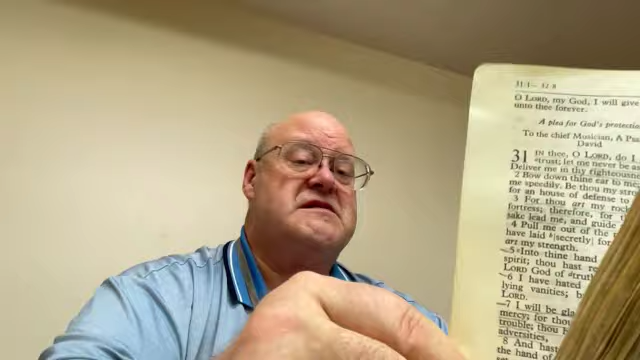 31:1—32:8
O LORD, my God, I will give
unto thee forever.
A plea for God's protectio
To the chief Musician, A Psa
David
31 IN thee, O LORD, do I
trust; let me never be as
Deliver me in thy righteousne
2 Bow down thine ear to me
me speedily. Be thou my stro
for an house of defense to
3 For thou art my rock
fortress; therefore, for th
sake lead me, and guide
4 Pull me out of the
have laid secretly for
art my strength.
5 Into thine hand
spirit; thou hast re
LORD God of truth
6 I have hated
lying vanities; b
LORD.
7 I will be gla
mercy; for thou
trouble; thou h
adversities,
8 And hast
the hand of